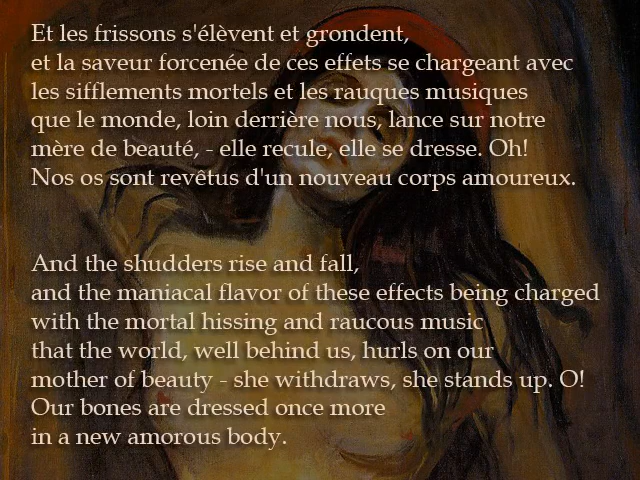 Et les frissons s'élèvent et grondent,
et la saveur forcenée de ces effets se chargeant avec
les sifflements mortels et les rauques musiques
que le monde, loin derrière nous, lance sur notre
mère de beauté, - elle recule, elle se dresse. Oh!
Nos os sont revêtus d'un nouveau corps amoureux.
And the shudders rise and fall,
and the maniacal flavor of these effects being charged
with the mortal hissing and raucous music
that the world, well behind us, hurls on our
mother of beauty - she withdraws, she stands up. O!
Our bones are dressed once more
in a new amorous body.